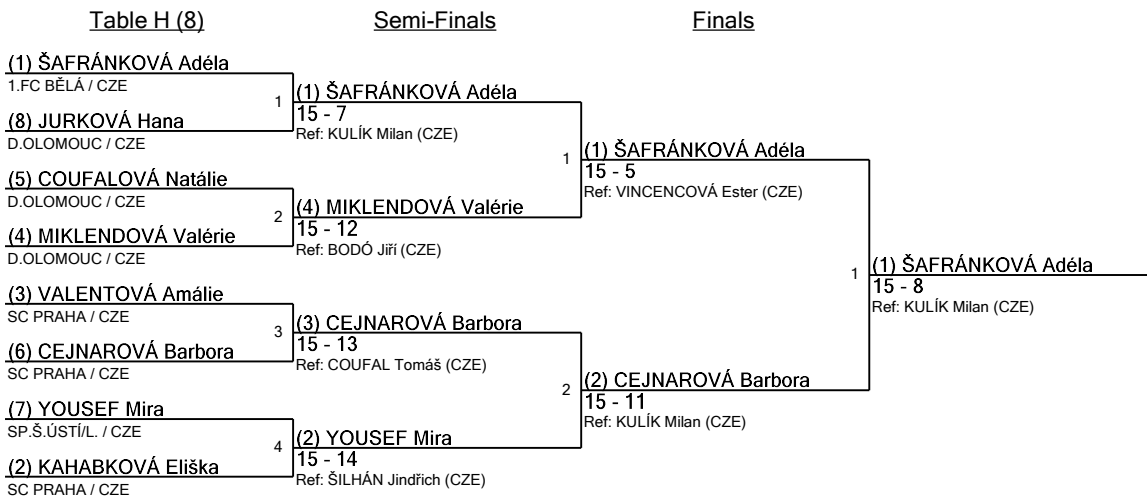 Table H (8)
Semi-Finals
Finals
(1) ŠAFRÁNKOVÁ Adéla
1.FC BĚLÁ / CZE
1
(8) JURKOVÁ Hana
D.OLOMOUC / CZE
(5) COUFALOVÁ Natálie
D.OLOMOUC / CZE
2
(4) MIKLENDOVÁ Valérie
D.OLOMOUC / CZE
(3) VALENTOVÁ Amálie
SC PRAHA / CZE
3
(6) CEJNAROVÁ Barbora
SC PRAHA / CZE
(7) YOUSEF Mira
SP.Š.ÚSTÍ/L. / CZE
4
(2) KAHABKOVÁ Eliška
SC PRAHA / CZE
(1) ŠAFRÁNKOVÁ Adéla
15 - 7
Ref: KULÍK Milan (CZE)
1
(4) MIKLENDOVÁ Valérie
15 - 12
Ref: BODÓ Jiří (CZE)
(3) CEJNAROVÁ Barbora
15 - 13
Ref: COUFAL Tomáš (CZE)
2
(2) YOUSEF Mira
15 - 14
Ref: ŠILHÁN Jindřich (CZE)
(1) ŠAFRÁNKOVÁ Adéla
15 - 5
Ref: VINCENCOVÁ Ester (CZE)
1
(2) CEJNAROVÁ Barbora
15 - 11
Ref: KULÍK Milan (CZE)
(1) ŠAFRÁNKOVÁ Adéla
15 - 8
Ref: KULÍK Milan (CZE)